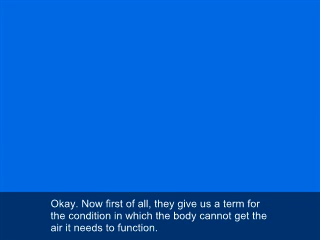 Okay. Now first of all, they give us a term for
the condition in which the body cannot get the
air it needs to function.